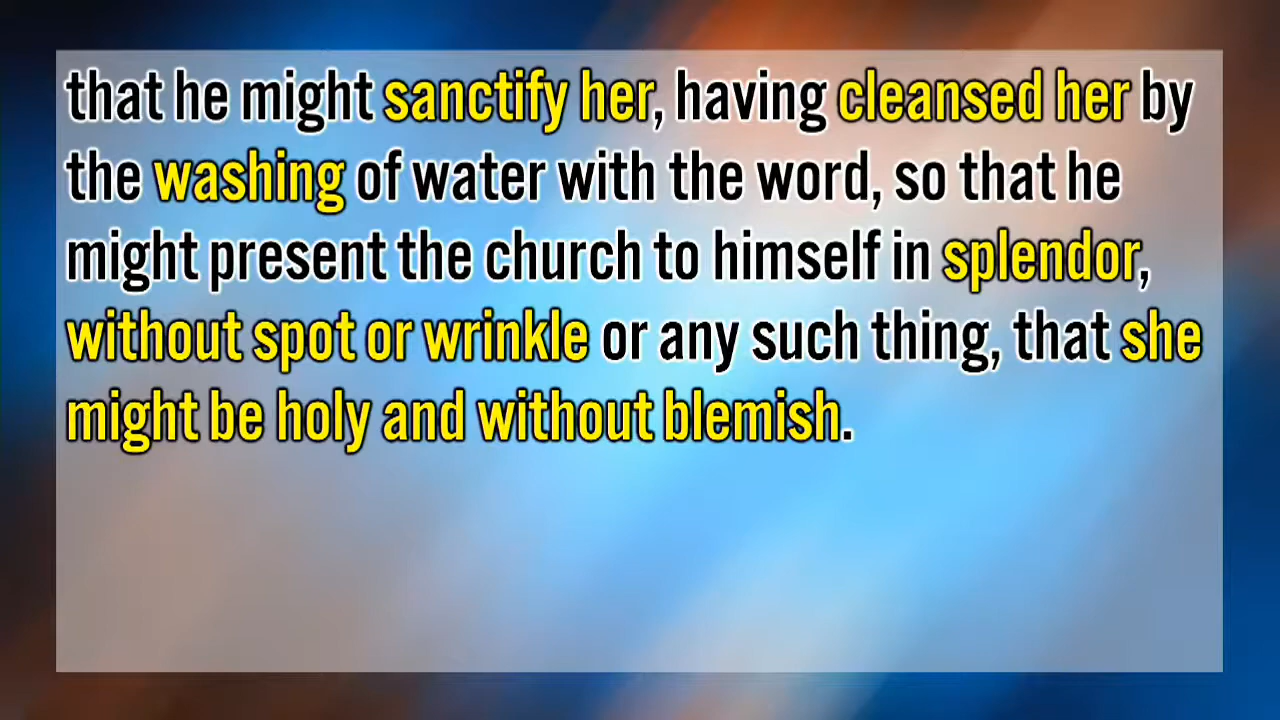 that he might sanctify her, having cleansed her by
the washing of water with the word, so that he
might present the church to himself in splendor,
without spot or wrinkle or any such thing, that she
might be holy and without blemish.